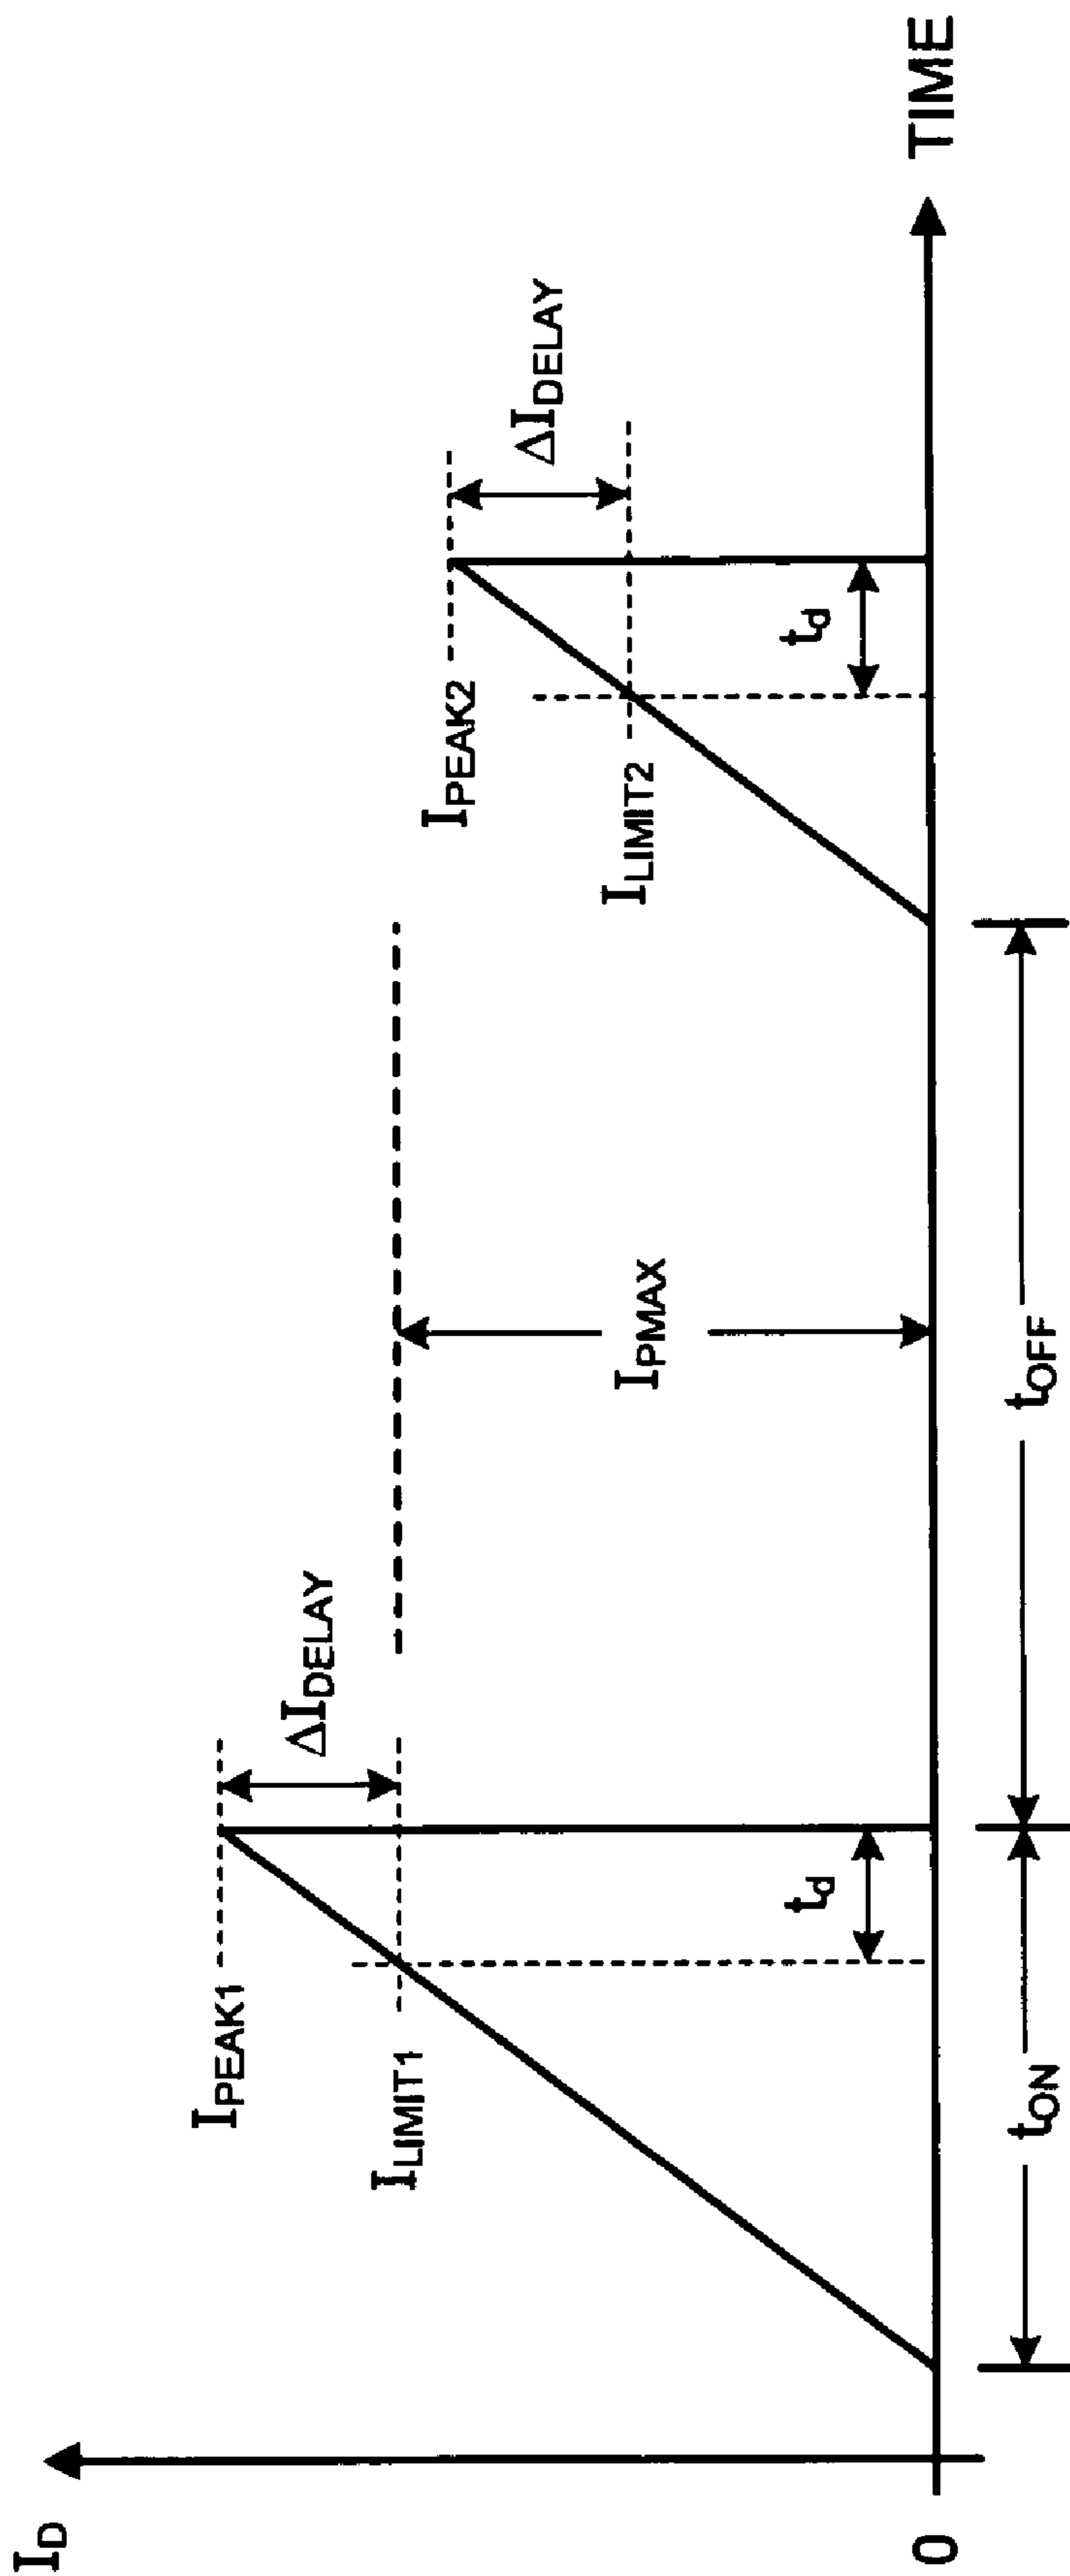 I_D
I_PEAK1
ΔI_DELAY
I_LIMIT1
t_d
I_PMAX
I_PEAK2
ΔI_DELAY
I_LIMIT2
t_d
0
TIME
t_ON
t_OFF